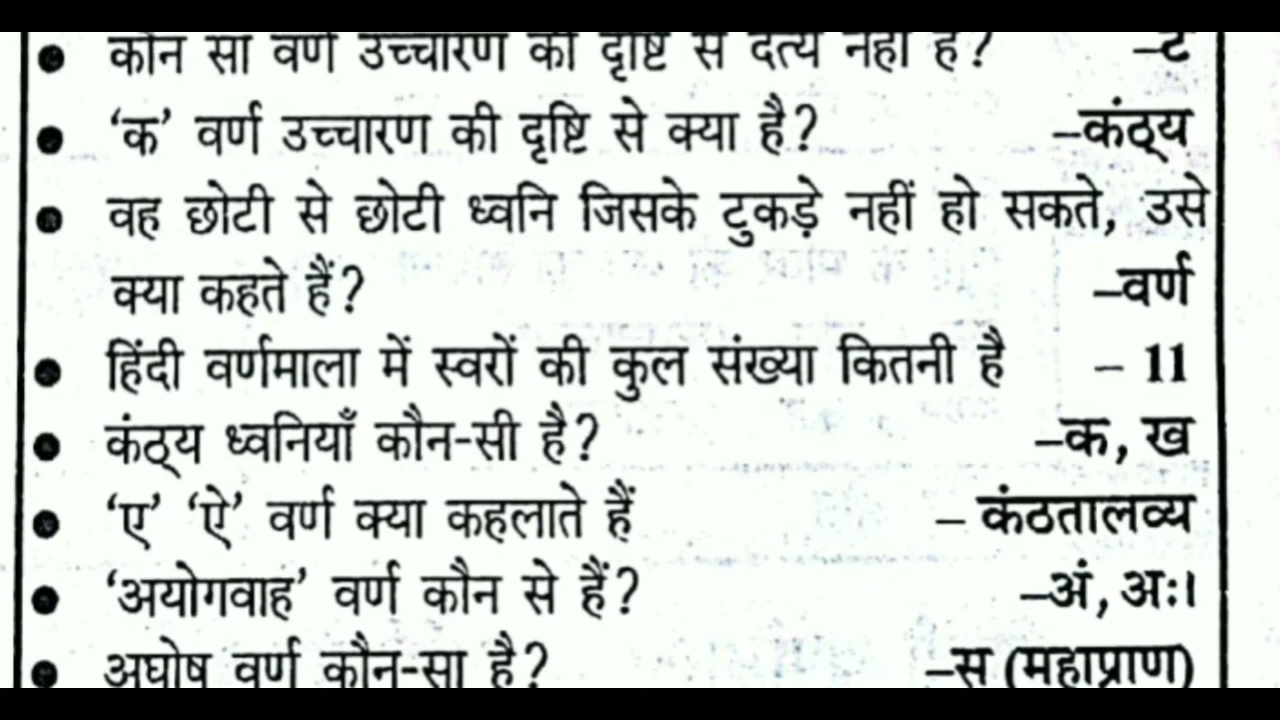 • कौन सा वर्ण उच्चारण की दृष्टि से दंत्य नहीं है? –ट
• ‘क’ वर्ण उच्चारण की दृष्टि से क्या है? –कंठ्य
• वह छोटी से छोटी ध्वनि जिसके टुकड़े नहीं हो सकते, उसे
क्या कहते हैं? –वर्ण
• हिंदी वर्णमाला में स्वरों की कुल संख्या कितनी है – 11
• कंठ्य ध्वनियाँ कौन-सी है? –क, ख
• ‘ए’ ‘ऐ’ वर्ण क्या कहलाते हैं – कंठतालव्य
• ‘अयोगवाह’ वर्ण कौन से हैं? –अं, अः।
• अघोष वर्ण कौन-सा है? –स (महाप्राण)